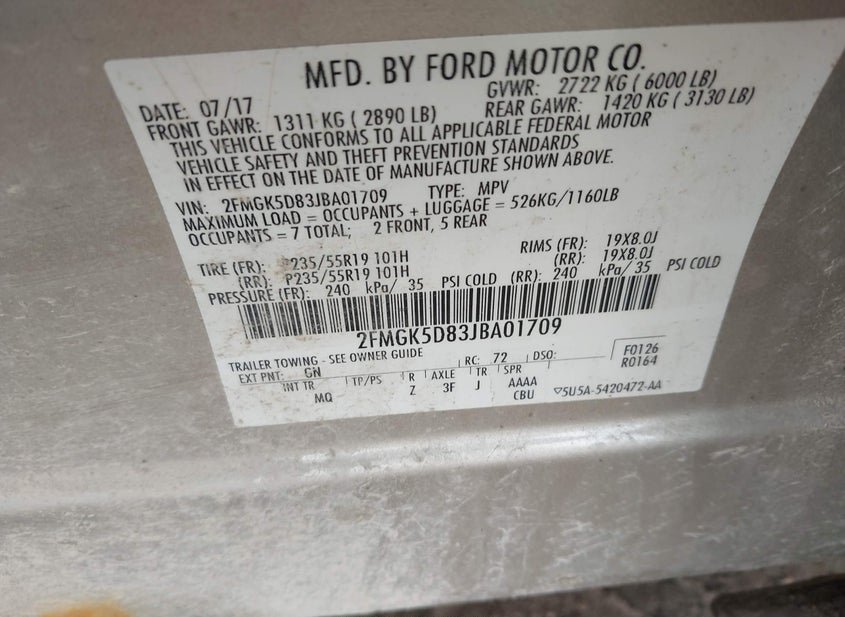 MFD. BY FORD MOTOR CO.
DATE: 07/17 GVWR: 2722 KG ( 6000 LB)
FRONT GAWR: 1311 KG ( 2890 LB) REAR GAWR: 1420 KG ( 3130 LB)
THIS VEHICLE CONFORMS TO ALL APPLICABLE FEDERAL MOTOR
VEHICLE SAFETY AND THEFT PREVENTION STANDARDS
IN EFFECT ON THE DATE OF MANUFACTURE SHOWN ABOVE.
VIN: 2FMGK5D83JBA01709 TYPE: MPV
MAXIMUM LOAD = OCCUPANTS + LUGGAGE = 526KG/1160LB
OCCUPANTS = 7 TOTAL; 2 FRONT, 5 REAR
TIRE (FR): P235/55R19 101H RIMS (FR): 19X8.0J
(RR): P235/55R19 101H (RR): 19X8.0J
PRESSURE (FR): 240 kPa/ 35 PSI COLD (RR): 240 kPa/ 35 PSI COLD
2FMGK5D83JBA01709
TRAILER TOWING - SEE OWNER GUIDE
EXT PNT: GN RC: 72 DSO: F0126
R0164
INT TR TP/PS R AXLE TR SPR
MQ Z 3F J AAAA
CBU 5U5A-5420472-AA